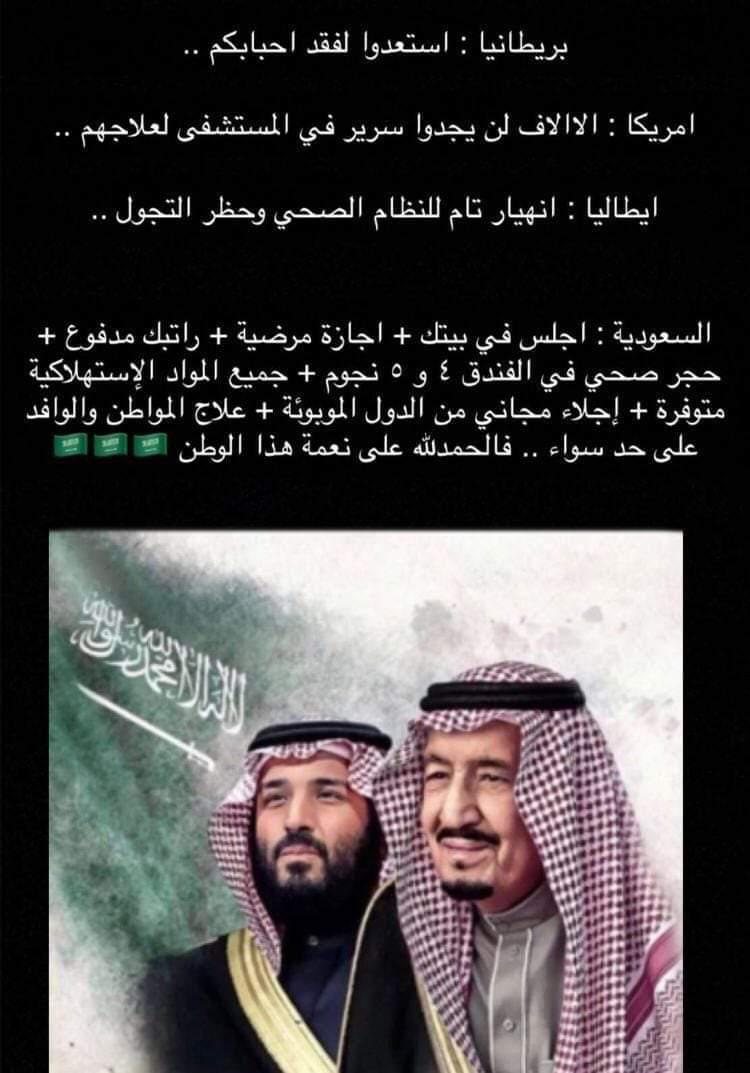 بريطانيا : استعدوا لفقد احبابكم ..
امريكا : الاالاف لن يجدوا سرير في المستشفى لعلاجهم ..
ايطاليا : انهيار تام للنظام الصحي وحظر التجول ..
السعودية : اجلس في بيتك + اجازة مرضية + راتبك مدفوع +
حجر صحي في الفندق ٤ و ٥ نجوم + جميع المواد الإستهلاكية
متوفرة + إجلاء مجاني من الدول الموبوئة + علاج المواطن والوافد
على حد سواء .. فالحمدلله على نعمة هذا الوطن 🇸🇦🇸🇦🇸🇦
لا إله إلا الله محمد رسول الله